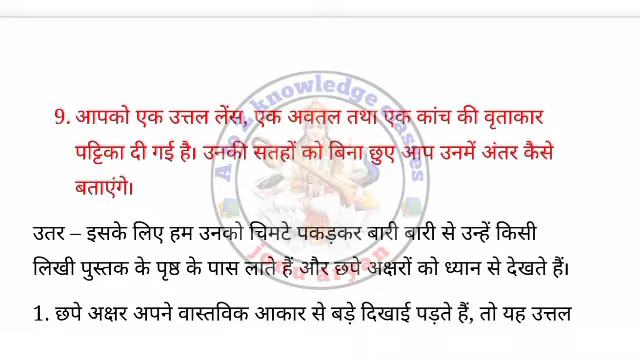 9. आपको एक उत्तल लेंस, एक अवतल तथा एक कांच की वृताकार
पट्टिका दी गई है। उनकी सतहों को बिना छुए आप उनमें अंतर कैसे
बताएंगे।
उतर – इसके लिए हम उनको चिमटे पकड़कर बारी बारी से उन्हें किसी
लिखी पुस्तक के पृष्ठ के पास लाते हैं और छपे अक्षरों को ध्यान से देखते हैं।
1. छपे अक्षर अपने वास्तविक आकार से बड़े दिखाई पड़ते हैं, तो यह उत्तल